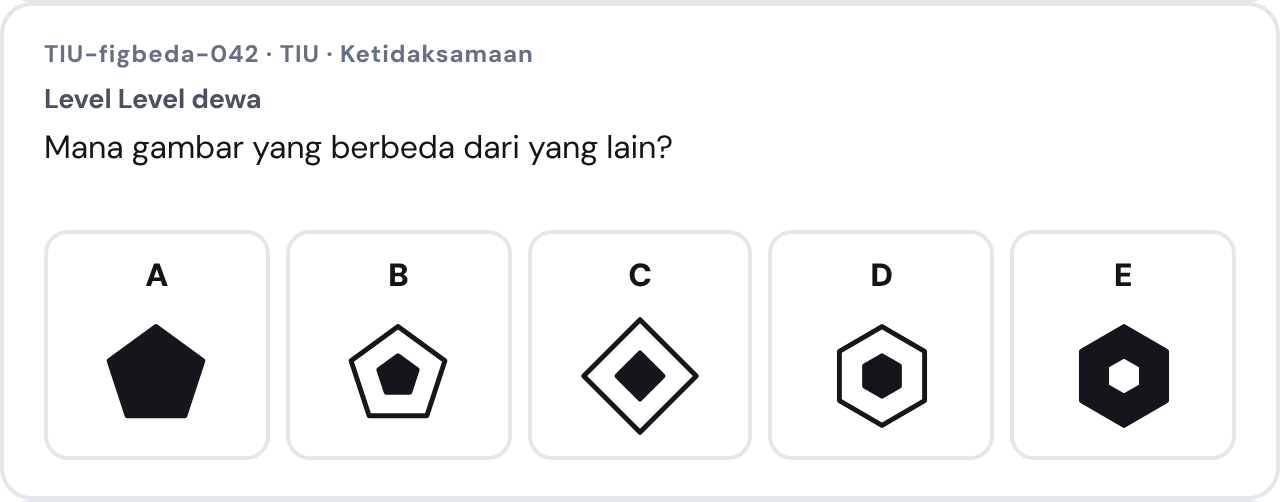 TIU-figbeda-042 · TIU · Ketidaksamaan
Level Level dewa
Mana gambar yang berbeda dari yang lain?
A B C D E